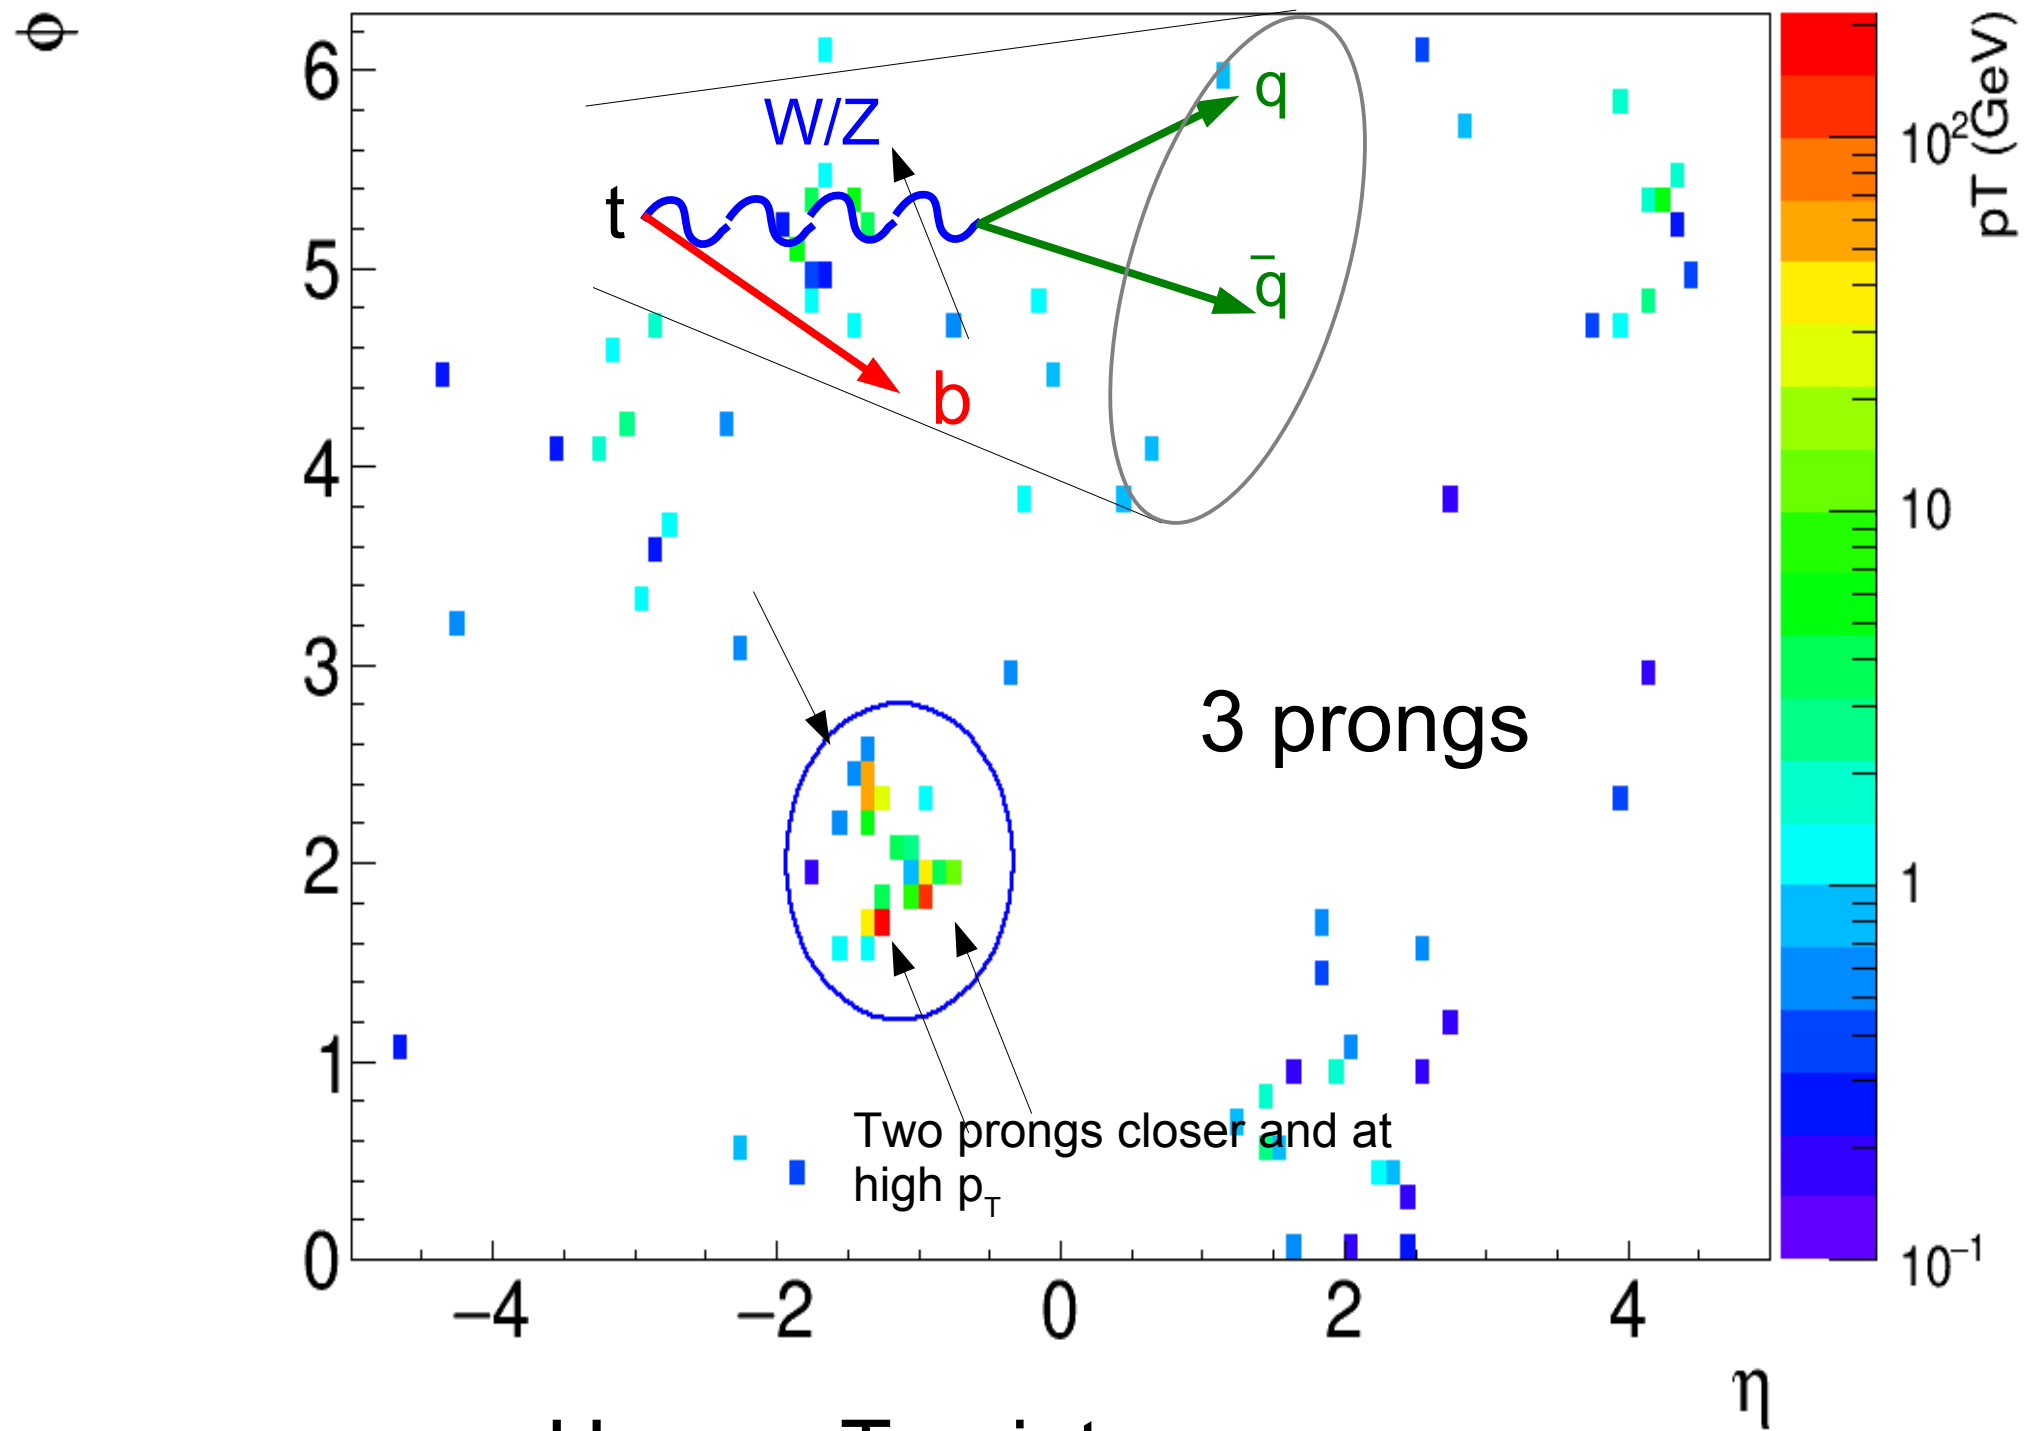 ϕ
pT (GeV)
6
5
4
3
2
1
0
W/Z
q
t
q̄
b
3 prongs
Two prongs closer and at
high p_T
10²
10
1
10⁻¹
−4 −2 0 2 4
η